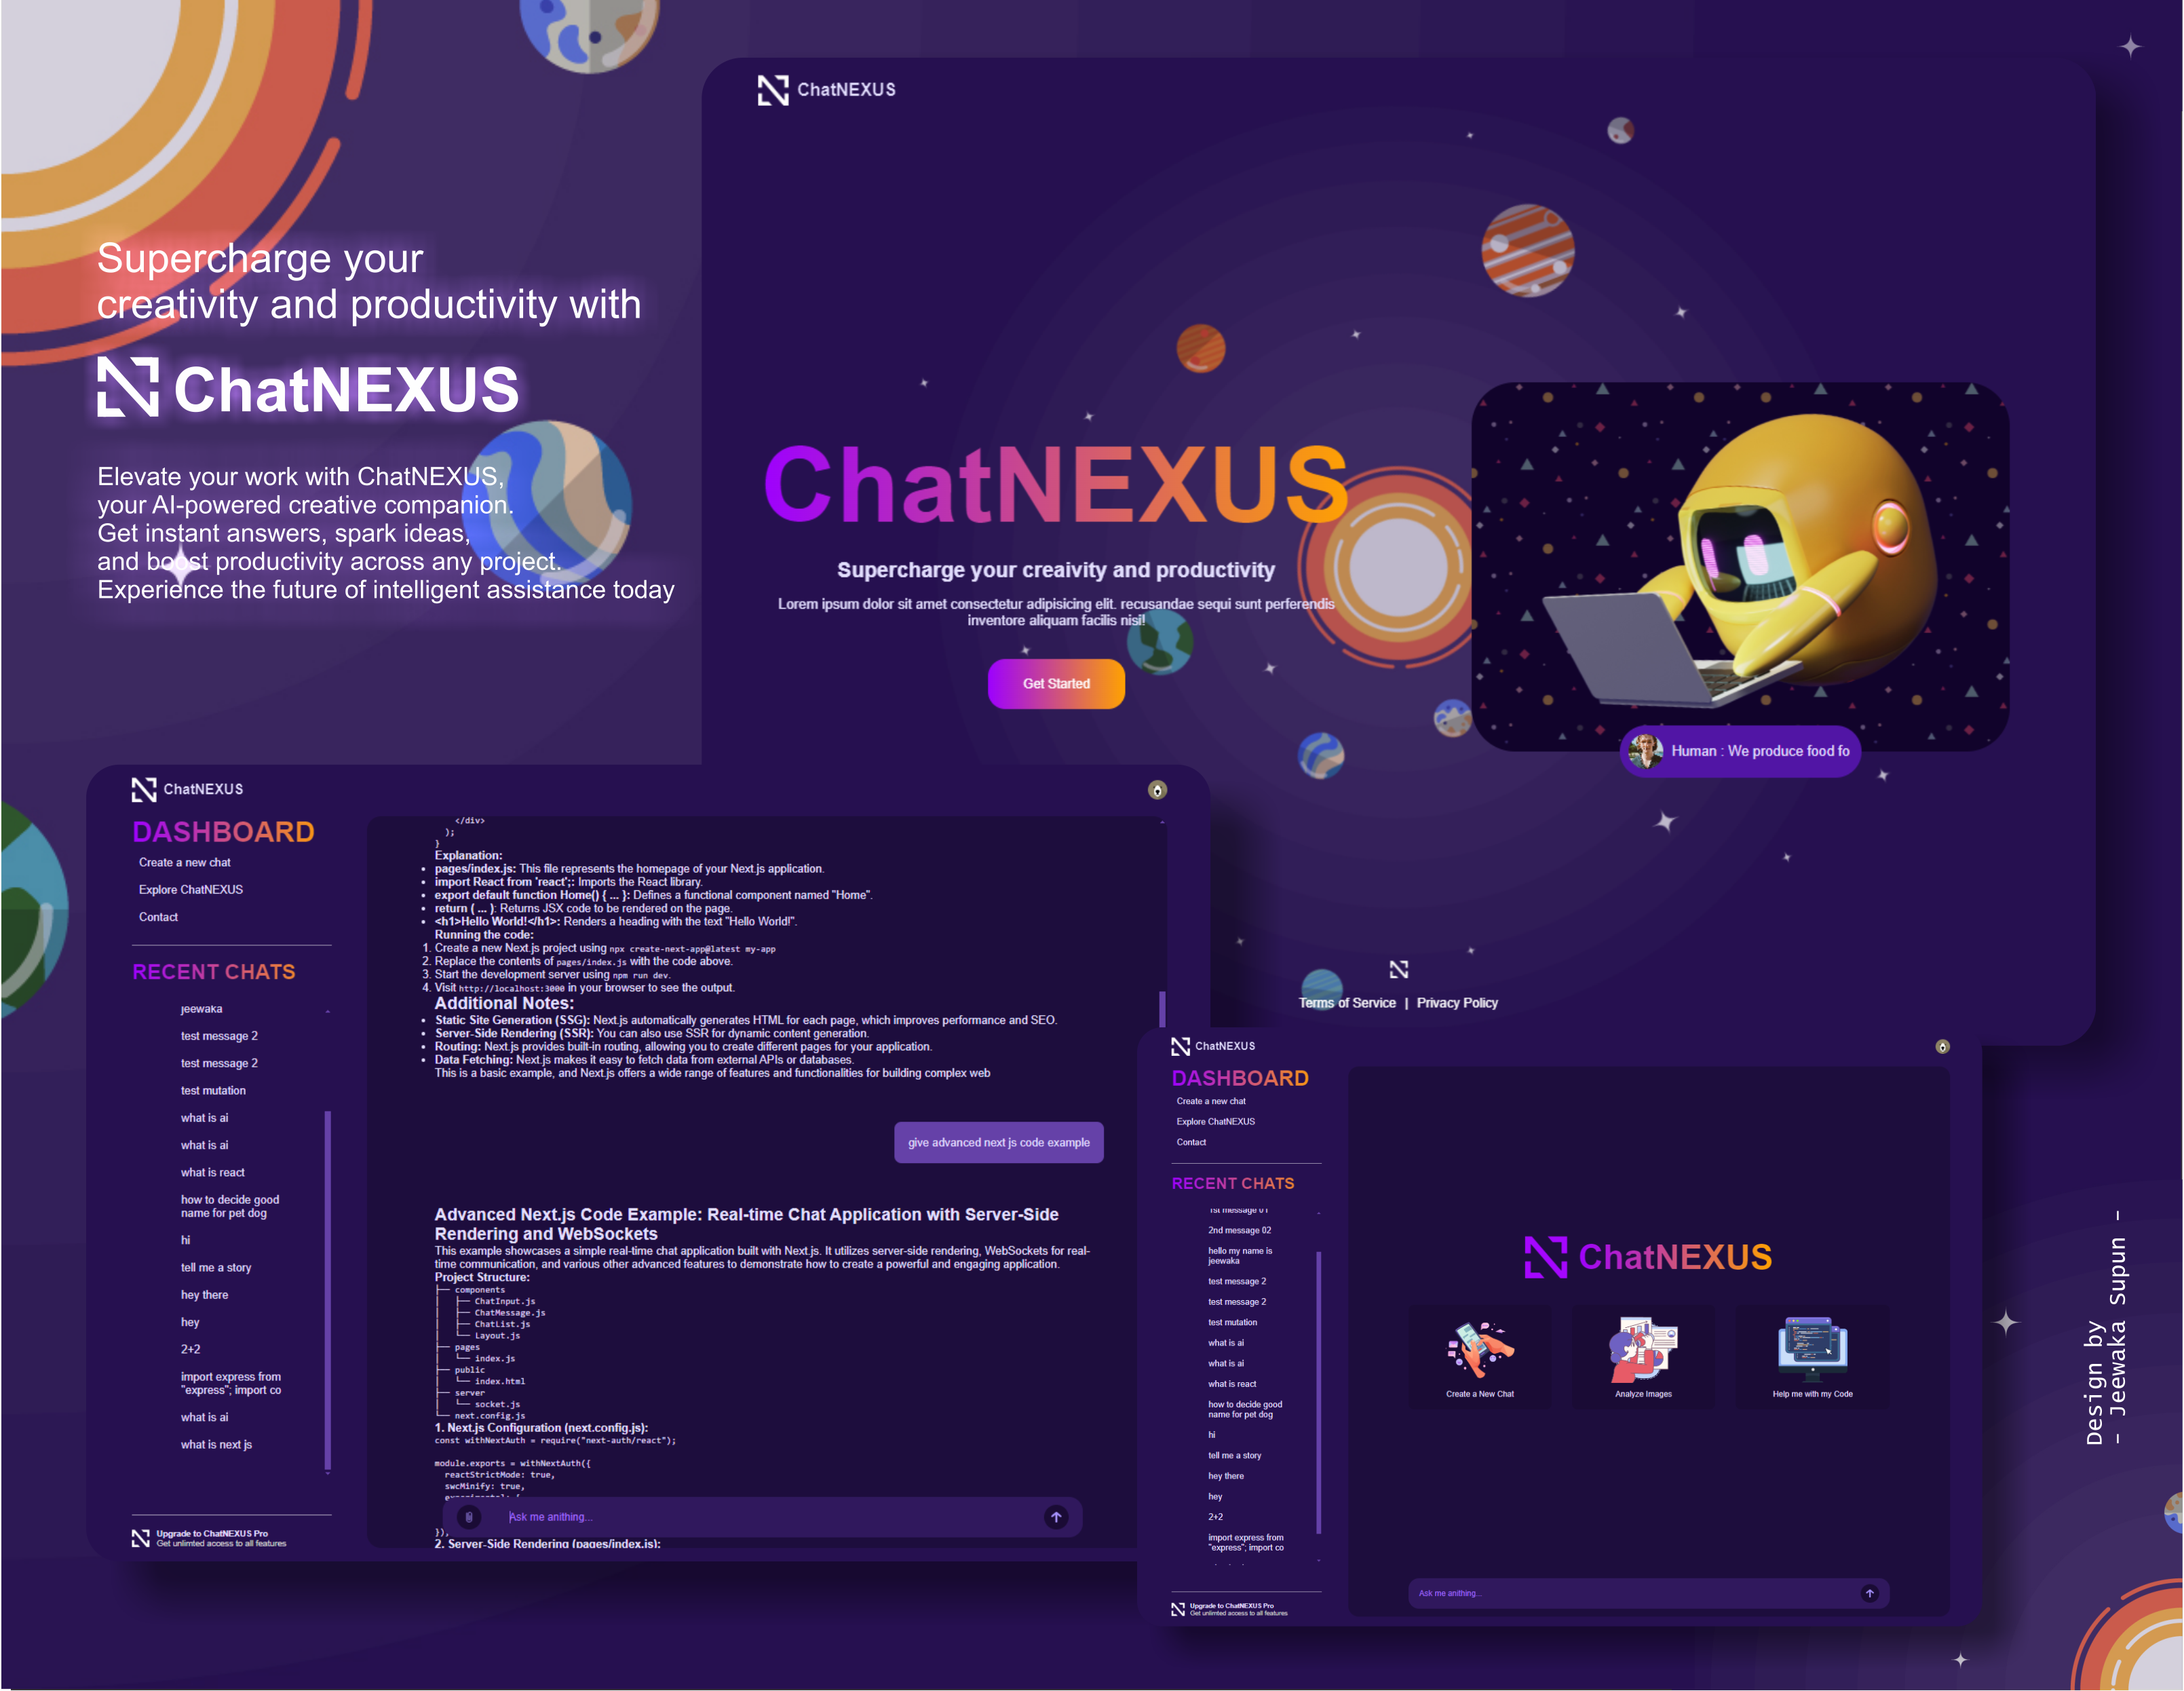 Supercharge your
creativity and productivity with
ChatNEXUS
Elevate your work with ChatNEXUS,
your AI-powered creative companion.
Get instant answers, spark ideas,
and boost productivity across any project.
Experience the future of intelligent assistance today
ChatNEXUS
ChatNEXUS
Supercharge your creaivity and productivity
Lorem ipsum dolor sit amet consectetur adipisicing elit. recusandae sequi sunt perferendis
inventore aliquam facilis nisi!
Get Started
Human : We produce food fo
Terms of Service | Privacy Policy
ChatNEXUS
DASHBOARD
Create a new chat
Explore ChatNEXUS
Contact
RECENT CHATS
jeewaka
test message 2
test message 2
test mutation
what is ai
what is ai
what is react
how to decide good
name for pet dog
hi
tell me a story
hey there
hey
2+2
import express from
"express"; import co
what is ai
what is next js
Upgrade to ChatNEXUS Pro
Get unlimted access to all features
</div>
);
}
Explanation:
• pages/index.js: This file represents the homepage of your Next.js application.
• import React from 'react';: Imports the React library.
• export default function Home() { ... }: Defines a functional component named "Home".
• return ( ... ): Returns JSX code to be rendered on the page.
• <h1>Hello World!</h1>: Renders a heading with the text "Hello World!".
Running the code:
1. Create a new Next.js project using npx create-next-app@latest my-app
2. Replace the contents of pages/index.js with the code above.
3. Start the development server using npm run dev.
4. Visit http://localhost:3000 in your browser to see the output.
Additional Notes:
• Static Site Generation (SSG): Next.js automatically generates HTML for each page, which improves performance and SEO.
• Server-Side Rendering (SSR): You can also use SSR for dynamic content generation.
• Routing: Next.js provides built-in routing, allowing you to create different pages for your application.
• Data Fetching: Next.js makes it easy to fetch data from external APIs or databases.
This is a basic example, and Next.js offers a wide range of features and functionalities for building complex web
give advanced next js code example
Advanced Next.js Code Example: Real-time Chat Application with Server-Side
Rendering and WebSockets
This example showcases a simple real-time chat application built with Next.js. It utilizes server-side rendering, WebSockets for real-
time communication, and various other advanced features to demonstrate how to create a powerful and engaging application.
Project Structure:
├── components
│   ├── ChatInput.js
│   ├── ChatMessage.js
│   ├── ChatList.js
│   └── Layout.js
├── pages
│   └── index.js
├── public
│   └── index.html
├── server
│   └── socket.js
└── next.config.js
1. Next.js Configuration (next.config.js):
const withNextAuth = require("next-auth/react");
module.exports = withNextAuth({
reactStrictMode: true,
swcMinify: true,
Ask me anithing...
}),
2. Server-Side Rendering (pages/index.js):
ChatNEXUS
DASHBOARD
Create a new chat
Explore ChatNEXUS
Contact
RECENT CHATS
1st message 01
2nd message 02
hello my name is
jeewaka
test message 2
test message 2
test mutation
what is ai
what is ai
what is react
how to decide good
name for pet dog
hi
tell me a story
hey there
hey
2+2
import express from
"express"; import co
Upgrade to ChatNEXUS Pro
Get unlimted access to all features
ChatNEXUS
Create a New Chat
Analyze Images
Help me with my Code
Ask me anithing...
Design by
- Jeewaka Supun -